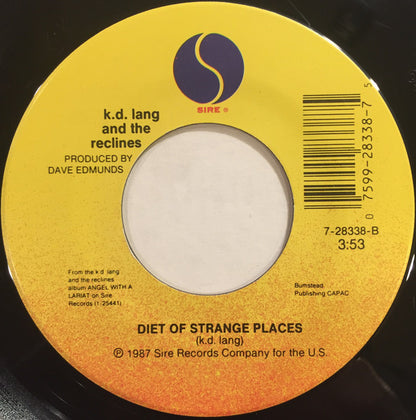 SIRE ®
k.d. lang
and the
reclines
PRODUCED BY
DAVE EDMUNDS
0 7599-28338-7 5
7-28338-B
3:53
From the k.d. lang
and the reclines
album ANGEL WITH A
LARIAT on Sire
Records (1-25441)
Bumstead.
Publishing CAPAC
DIET OF STRANGE PLACES
(k.d. lang)
℗ 1987 Sire Records Company for the U.S.